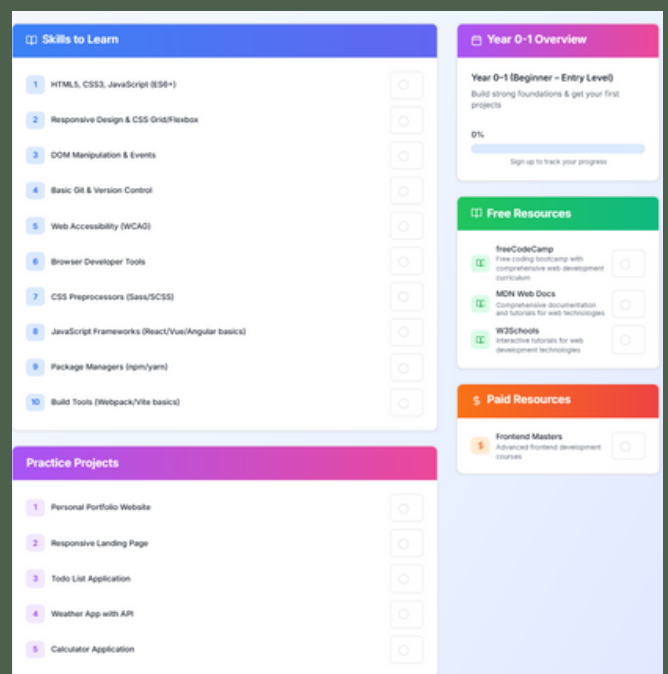 Skills to Learn
1 HTML5, CSS3, JavaScript (ES6+)
2 Responsive Design & CSS Grid/Flexbox
3 DOM Manipulation & Events
4 Basic Git & Version Control
5 Web Accessibility (WCAG)
6 Browser Developer Tools
7 CSS Preprocessors (Sass/SCSS)
8 JavaScript Frameworks (React/Vue/Angular basics)
9 Package Managers (npm/yarn)
10 Build Tools (Webpack/Vite basics)
Practice Projects
1 Personal Portfolio Website
2 Responsive Landing Page
3 Todo List Application
4 Weather App with API
5 Calculator Application
Year 0-1 Overview
Year 0–1 (Beginner – Entry Level)
Build strong foundations & get your first
projects
0%
Sign up to track your progress
Free Resources
freeCodeCamp
Free coding bootcamp with
comprehensive web development
curriculum
MDN Web Docs
Comprehensive documentation
and tutorials for web technologies
W3Schools
Interactive tutorials for web
development technologies
$ Paid Resources
$ Frontend Masters
Advanced frontend development
courses